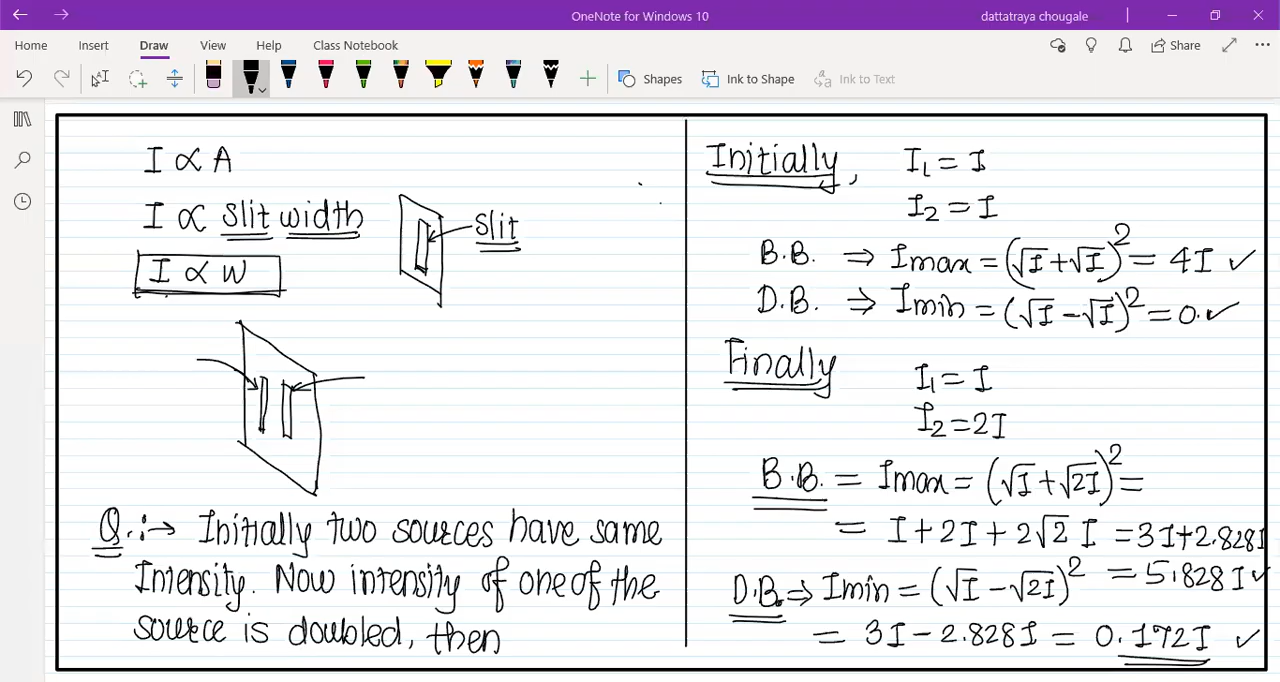 OneNote for Windows 10
dattatraya chougale
Home Insert Draw View Help Class Notebook
Share
Shapes Ink to Shape Ink to Text
I ∝ A
I ∝ Slit width
Slit
I ∝ W
Q.:→ Initially two sources have same
Intensity. Now intensity of one of the
source is doubled, then
Initially, I₁ = I
I₂ = I
B.B. ⇒ Imax = (√I + √I)² = 4I ✓
D.B. ⇒ Imin = (√I − √I)² = 0. ✓
Finally I₁ = I
I₂ = 2I
B.B. = Imax = (√I + √2I)² =
= I + 2I + 2√2 I = 3I + 2.828I
= 5.828I ✓
D.B. ⇒ Imin = (√I − √2I)²
= 3I − 2.828I = 0.172I ✓